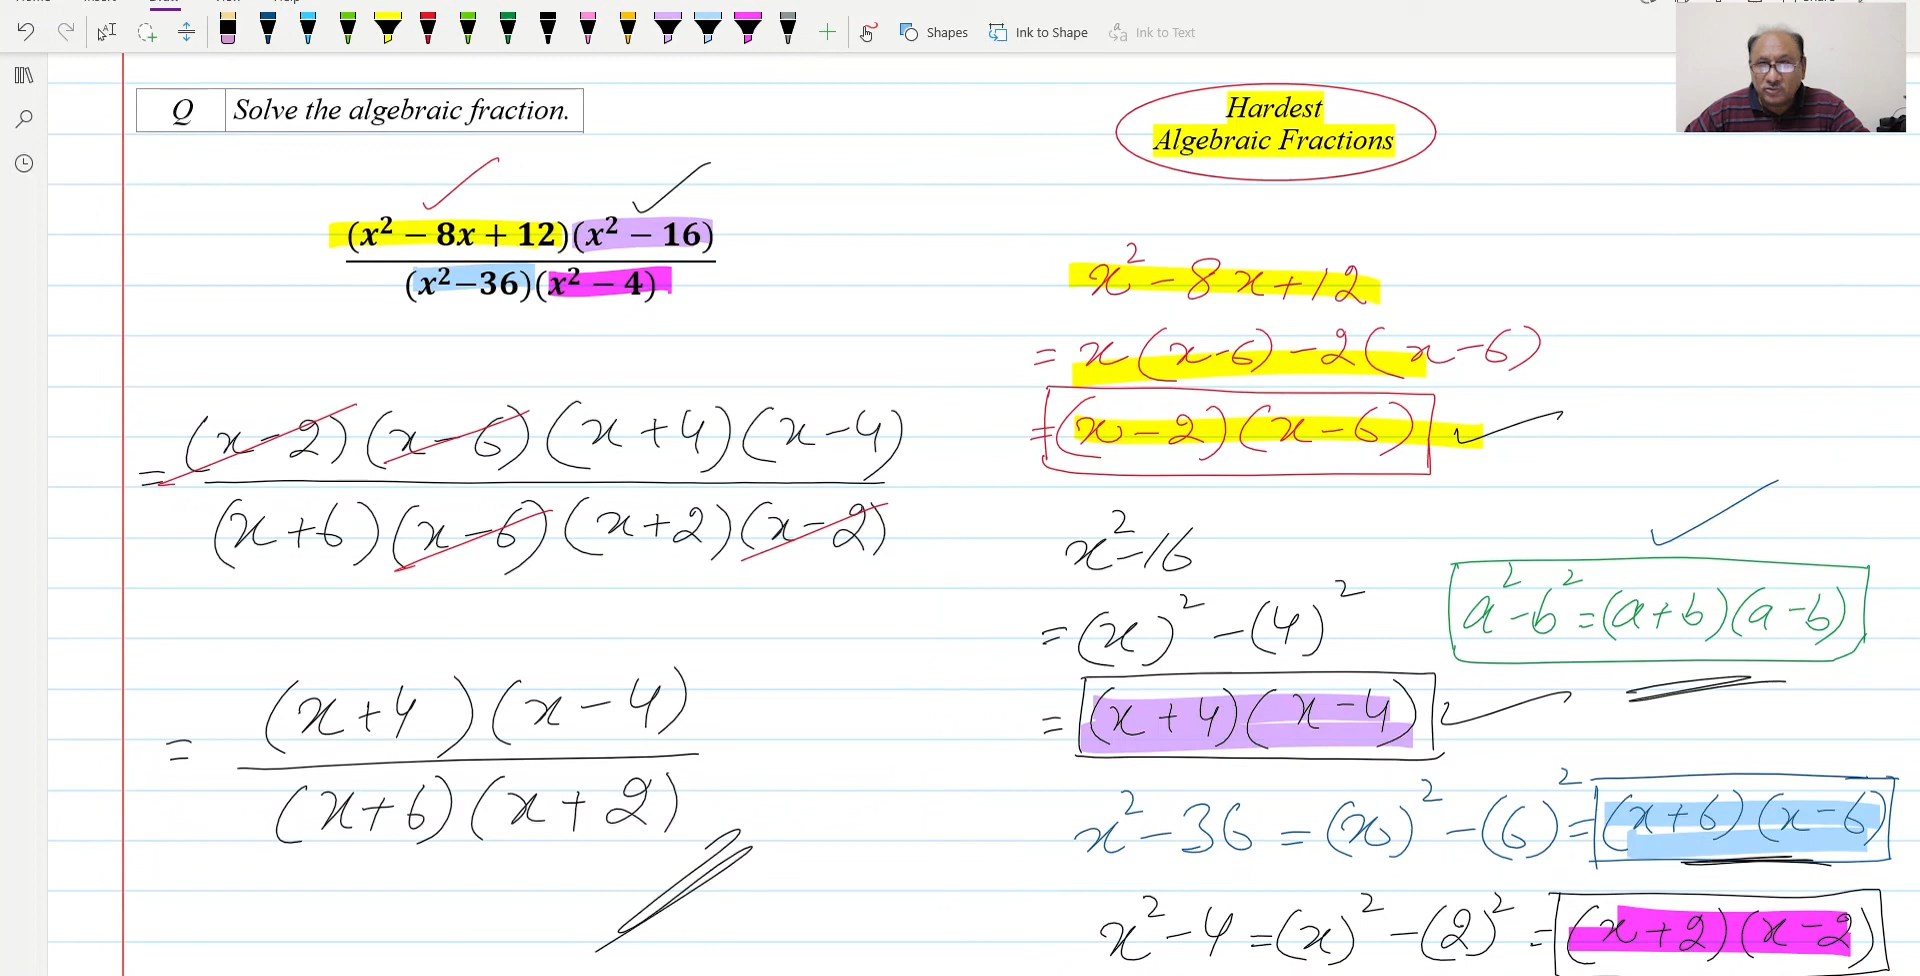 Shapes Ink to Shape Ink to Text
Q Solve the algebraic fraction.
Hardest
Algebraic Fractions
(x² − 8x + 12)(x² − 16)
(x²−36)(x² − 4)
= (x-2)(x-6)(x+4)(x-4)
(x+6)(x-6)(x+2)(x-2)
= (x+4)(x-4)
(x+6)(x+2)
x²-8x+12
= x(x-6)-2(x-6)
=(x-2)(x-6)
x²-16
=(x)²-(4)²
= (x+4)(x-4)
a²-b²=(a+b)(a-b)
x²-36=(x)²-(6)²=(x+6)(x-6)
x²-4=(x)²-(2)²=(x+2)(x-2)